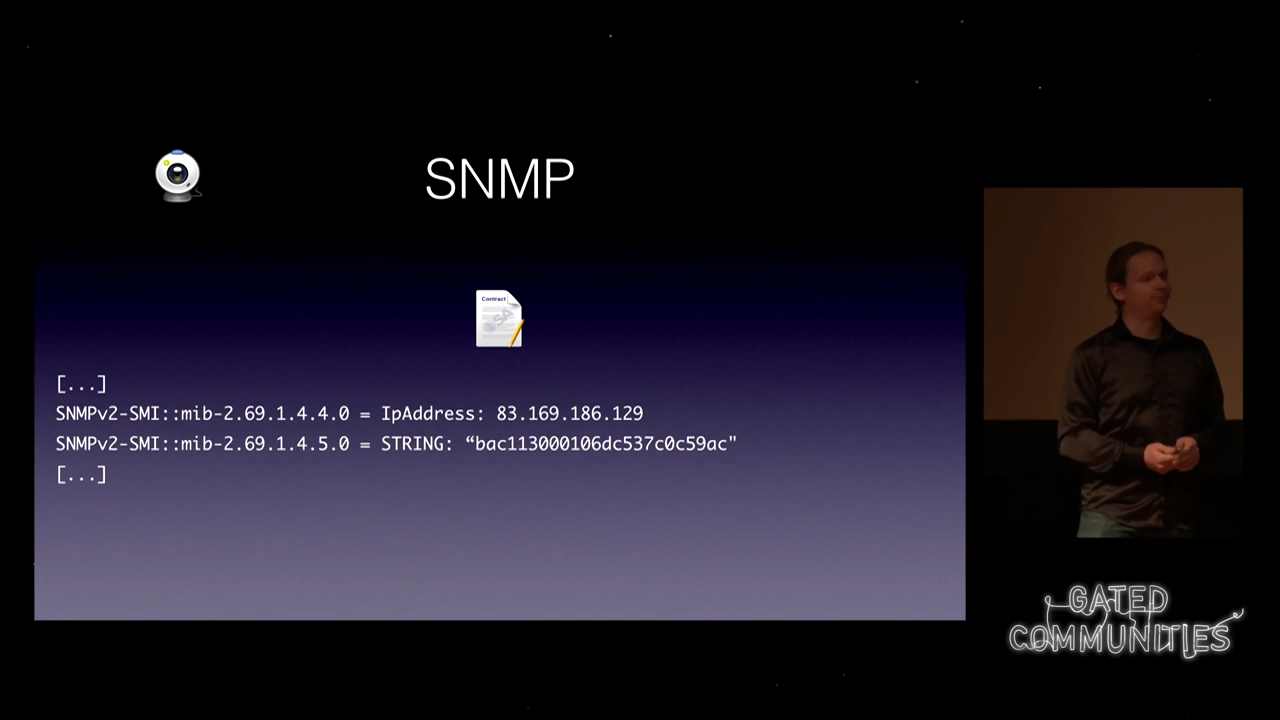 SNMP
Contract
[...]
SNMPv2-SMI::mib-2.69.1.4.4.0 = IpAddress: 83.169.186.129
SNMPv2-SMI::mib-2.69.1.4.5.0 = STRING: “bac113000106dc537c0c59ac"
[...]
GATED
COMMUNITIES